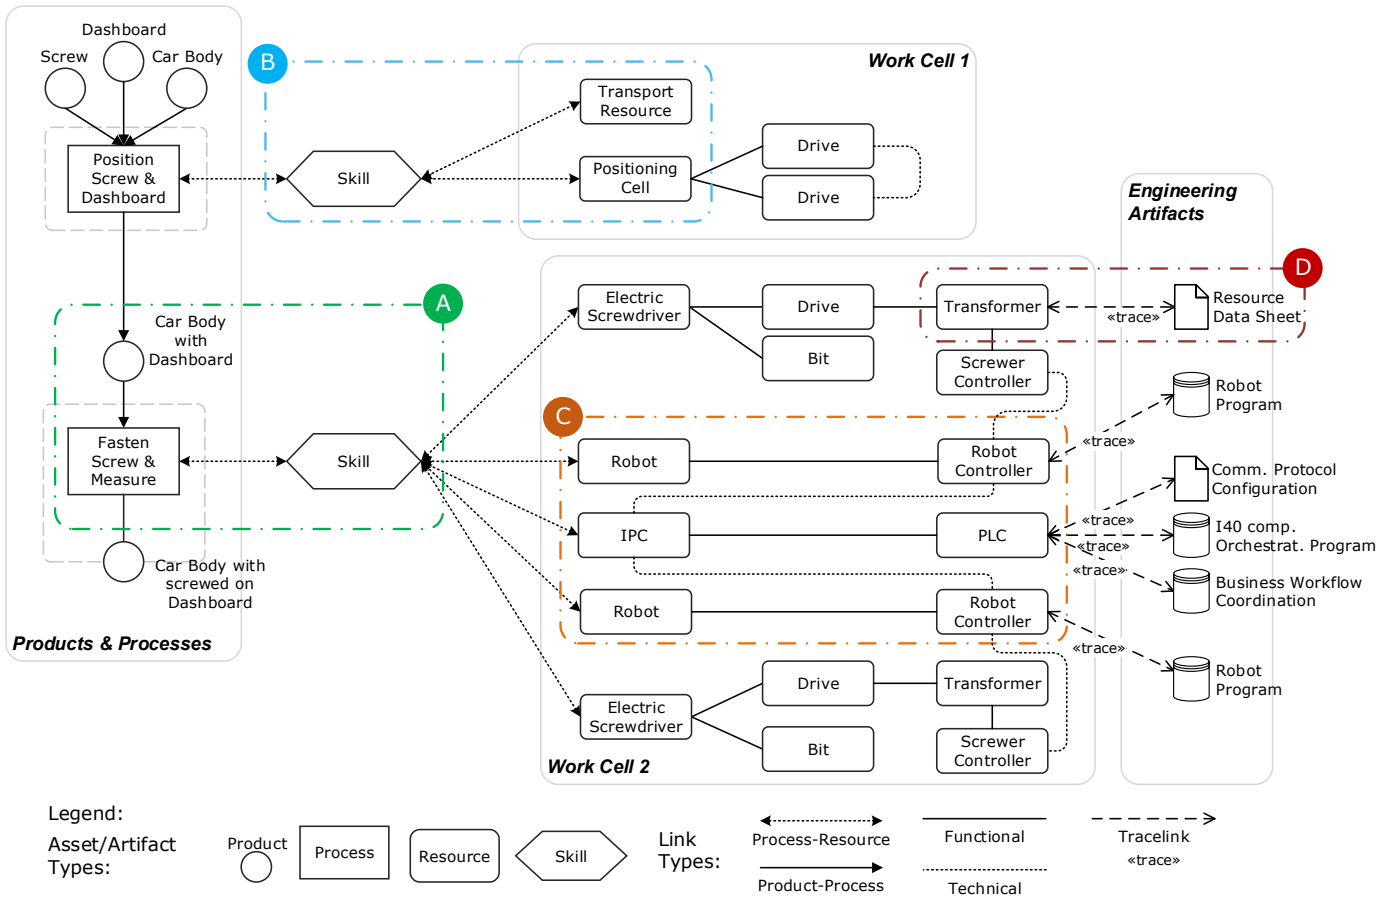 Dashboard
Screw
Car Body
B
Work Cell 1
Transport
Resource
Drive
Position
Screw &
Dashboard
Skill
Positioning
Cell
Drive
Engineering
Artifacts
D
A
Electric
Screwdriver
Drive
Transformer
«trace»
Resource
Data Sheet
Car Body
with
Dashboard
Bit
Screwer
Controller
Robot
Program
C
«trace»
Fasten
Screw &
Measure
Skill
Robot
Robot
Controller
Comm. Protocol
Configuration
«trace»
IPC
PLC
I40 comp.
Orchestrat. Program
«trace»
«trace»
Business Workflow
Coordination
Car Body with
screwed on
Dashboard
Robot
Robot
Controller
«trace»
Products & Processes
Robot
Program
Drive
Transformer
Electric
Screwdriver
Bit
Screwer
Controller
Work Cell 2
Legend:
Asset/Artifact
Types:
Product
Process
Resource
Skill
Link
Types:
Process-Resource
Product-Process
Functional
Technical
Tracelink
«trace»